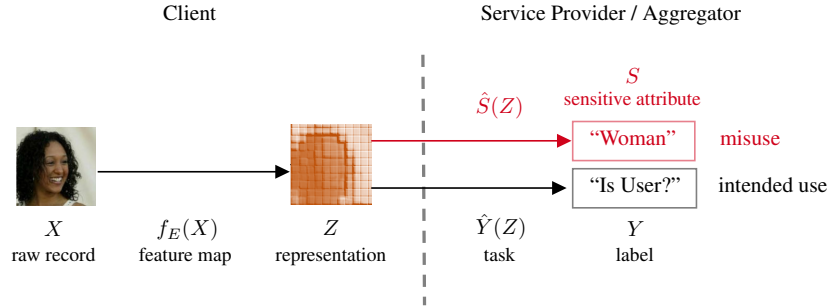 Client
Service Provider / Aggregator
S
sensitive attribute
Ŝ(Z)
“Woman”
misuse
“Is User?”
intended use
X
f_E(X)
Z
Ŷ(Z)
Y
raw record
feature map
representation
task
label